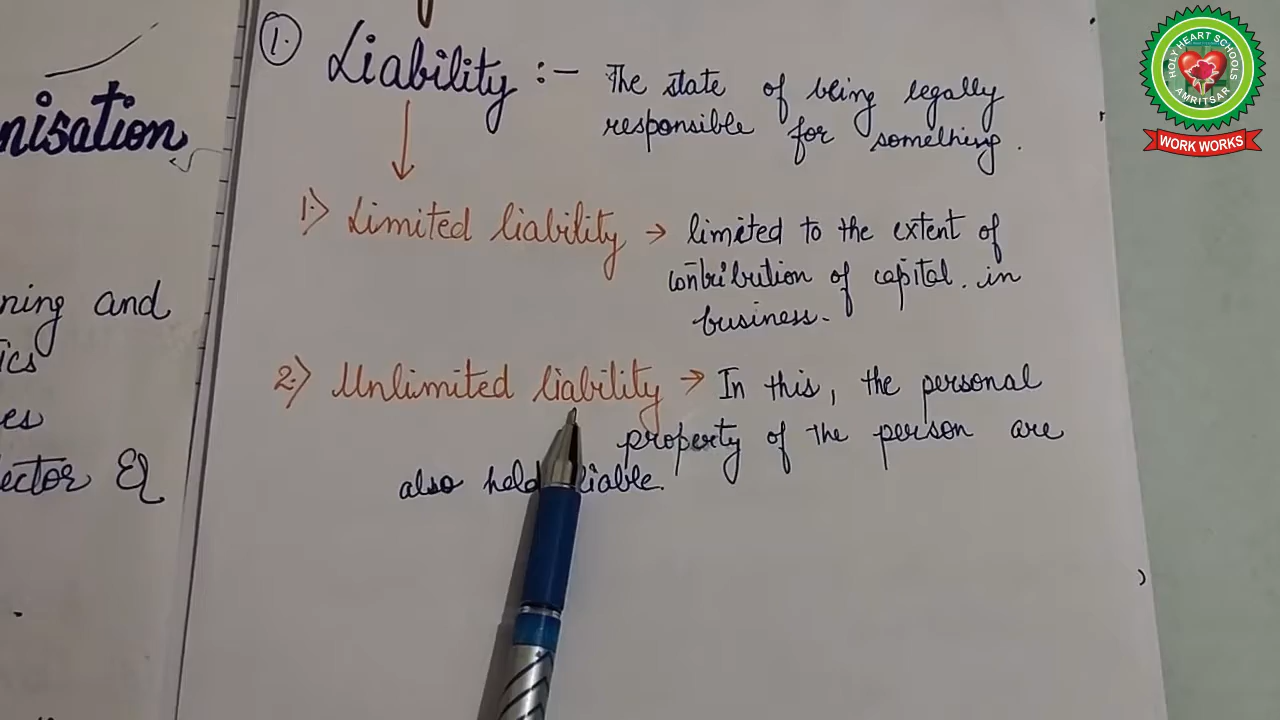 nisation
ning and
ics
es
ector &
1. Liability :- The state of being legally
responsible for something.
1.) Limited liability → limited to the extent of
contribution of capital. in
business.
2.) Unlimited liability → In this, the personal
property of the person are
also held liable.
HOLY HEART SCHOOLS
AMRITSAR
WORK WORKS